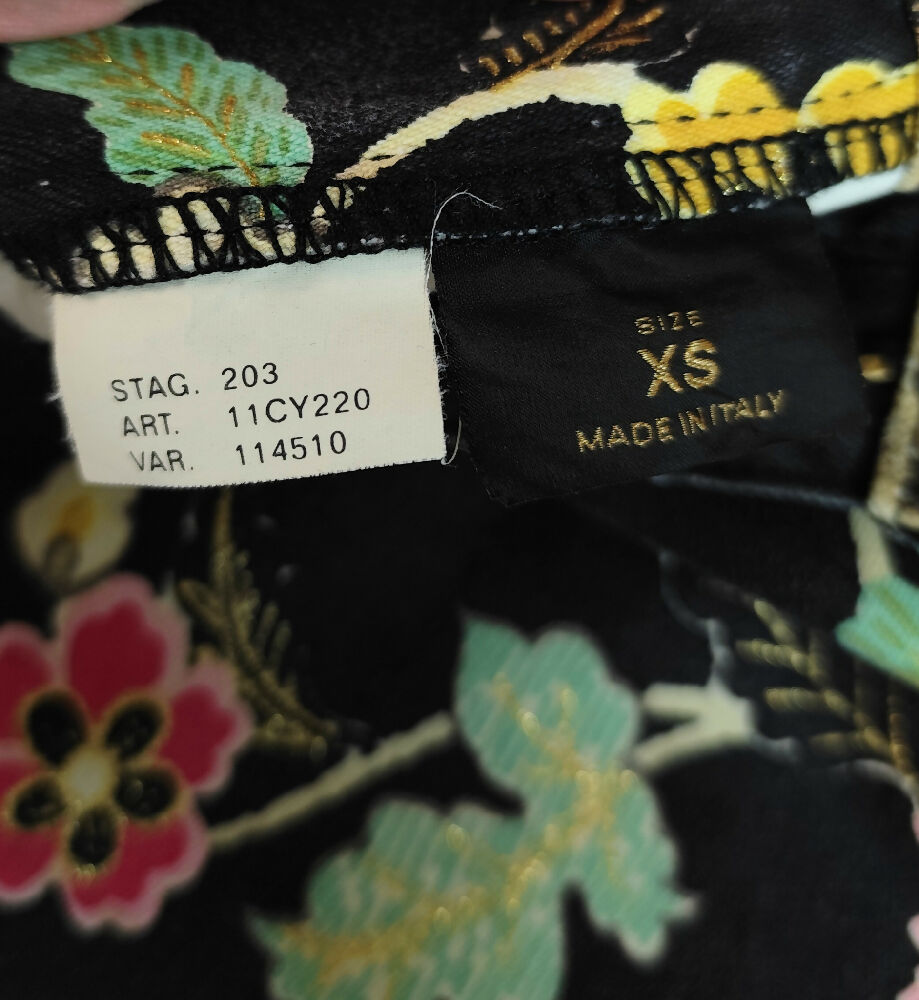 STAG. 203
ART. 11CY220
VAR. 114510
SIZE
XS
MADE IN ITALY